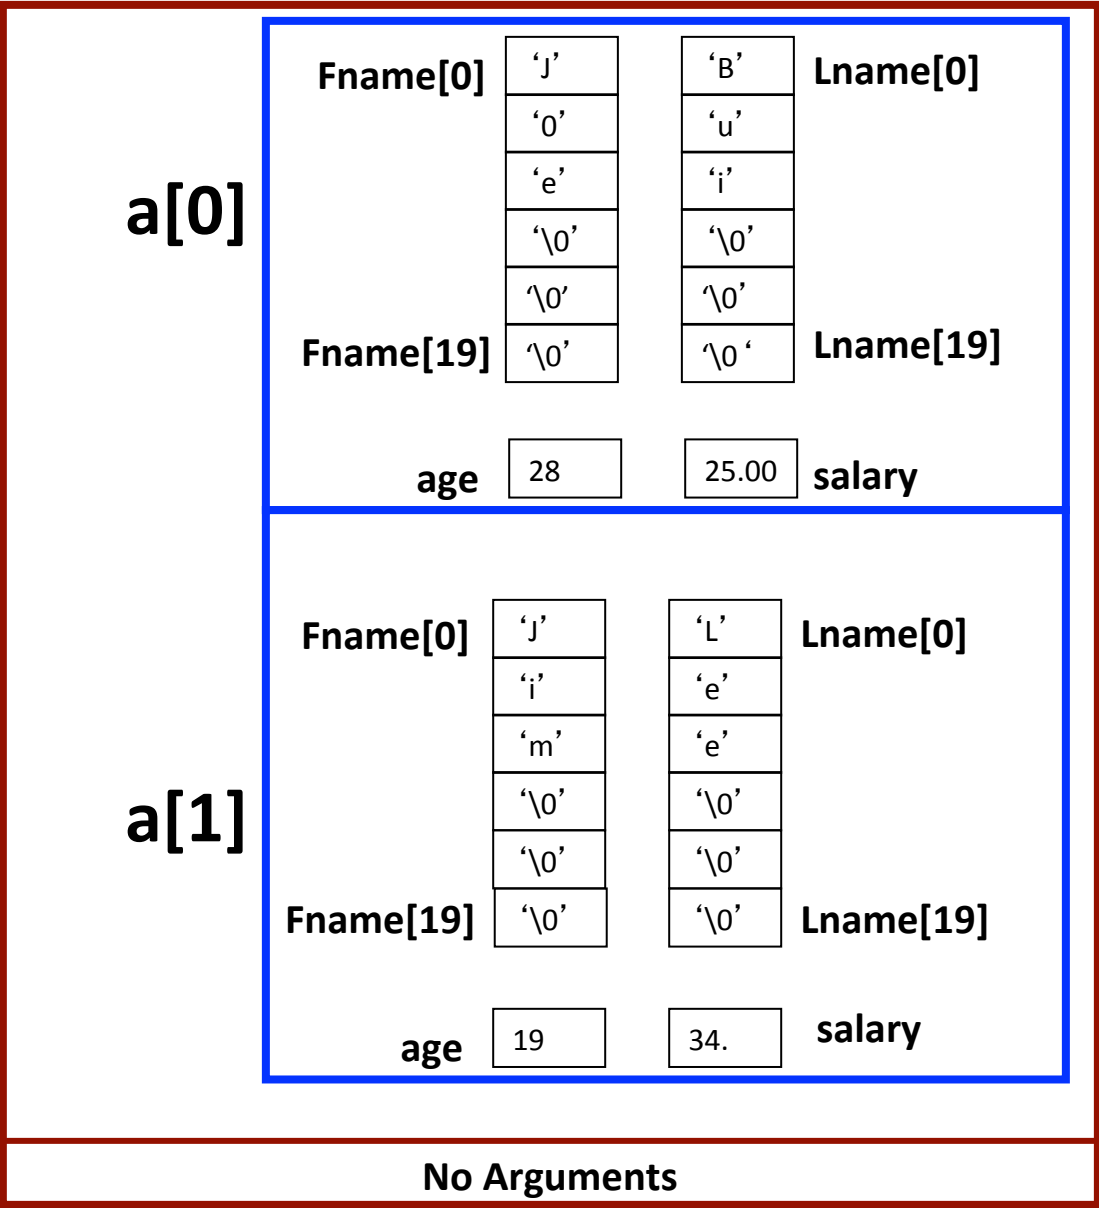 Fname[0] ‘J’ ‘B’ Lname[0]
‘0’ ‘u’
‘e’ ‘i’
a[0]
‘\0’ ‘\0’
‘\0’ ‘\0’
Fname[19] ‘\0’ ‘\0 ‘ Lname[19]
age 28 25.00 salary
Fname[0] ‘J’ ‘L’ Lname[0]
‘i’ ‘e’
‘m’ ‘e’
a[1]
‘\0’ ‘\0’
‘\0’ ‘\0’
Fname[19] ‘\0’ ‘\0’ Lname[19]
age 19 34. salary
No Arguments